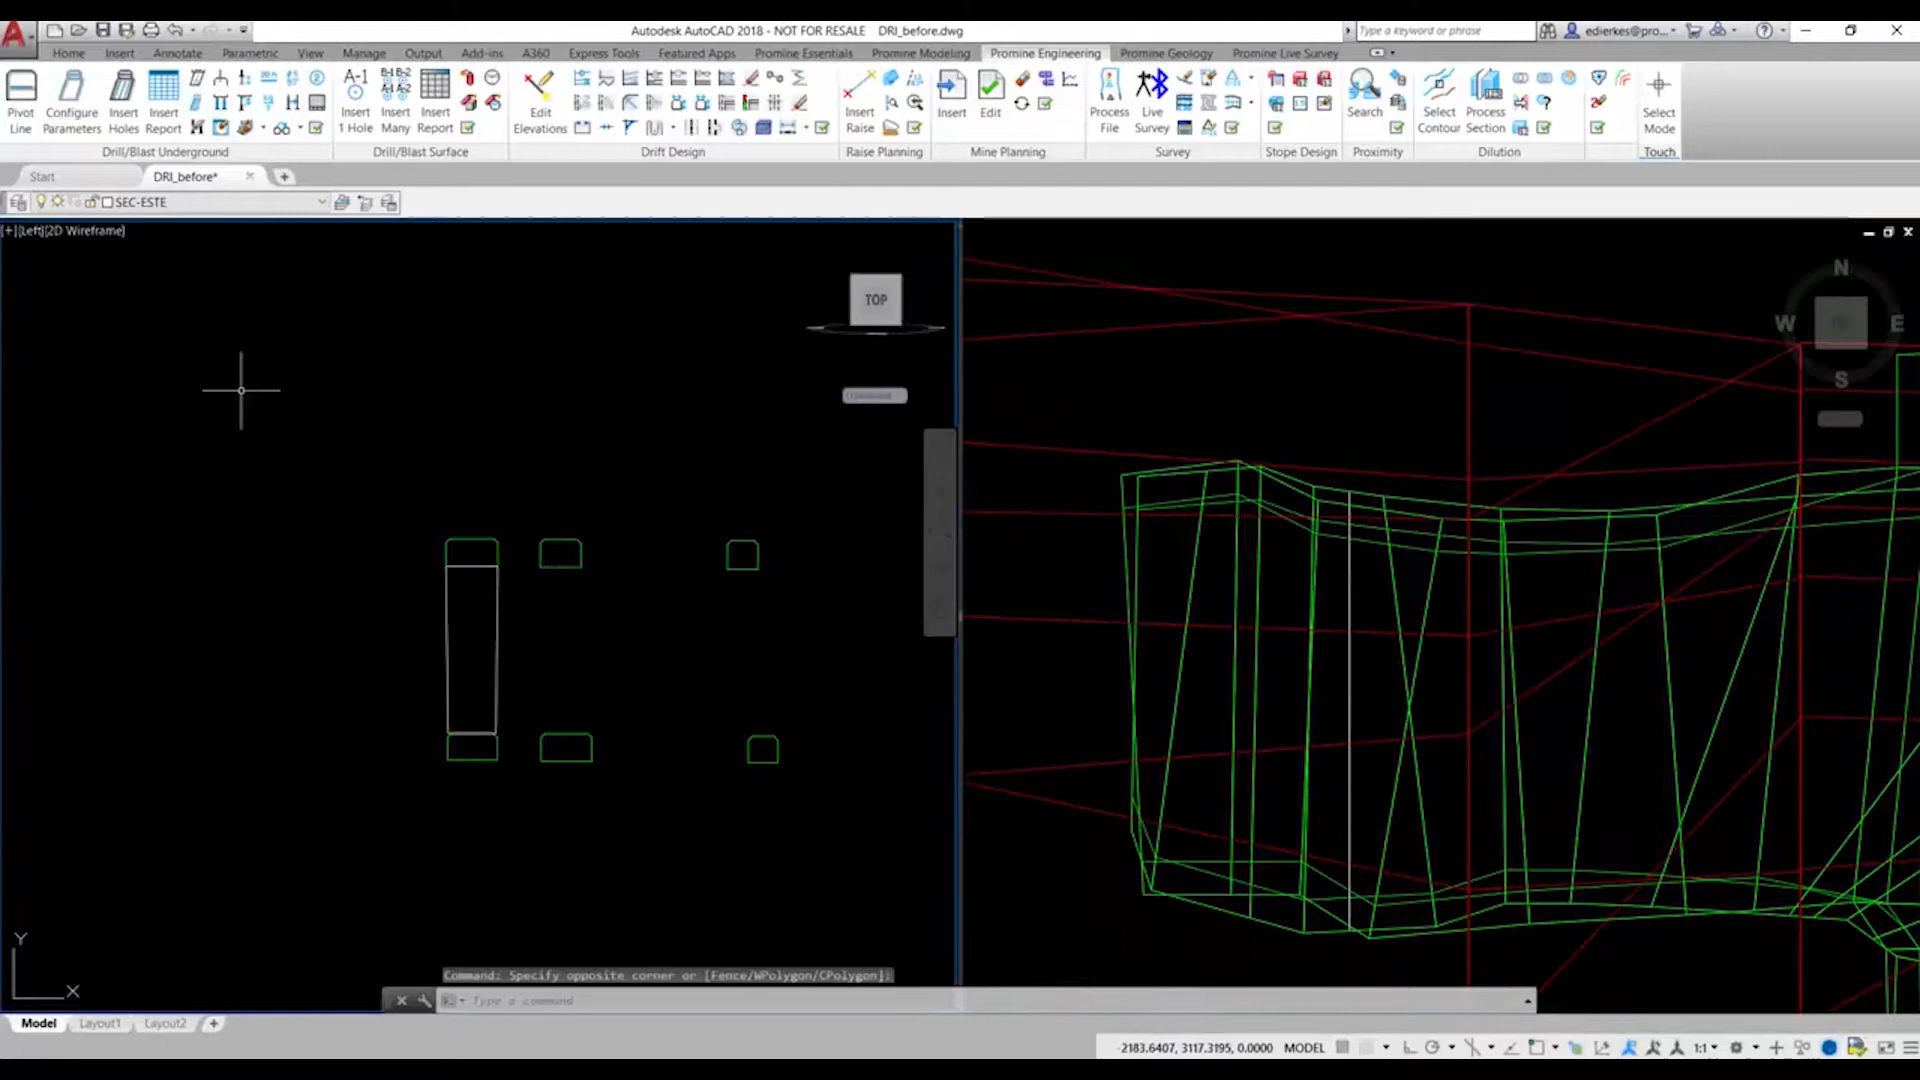 Autodesk AutoCAD 2018 - NOT FOR RESALE DRI_before.dwg
Type a keyword or phrase
edierkes@pro...
Home Insert Annotate Parametric View Manage Output Add-ins A360 Express Tools Featured Apps Promine Essentials Promine Modeling Promine Engineering Promine Geology Promine Live Survey
Pivot Line
Configure Parameters
Insert Holes
Insert Report
A-1
Insert 1 Hole
Insert Many
Insert Report
Edit Elevations
Insert Raise
Insert
Edit
Process File
Live Survey
Search
Select Contour
Process Section
Select Mode
Drill/Blast Underground
Drill/Blast Surface
Drift Design
Raise Planning
Mine Planning
Survey
Stope Design
Proximity
Dilution
Touch
Start
DRI_before*
SEC-ESTE
[+][Left][2D Wireframe]
TOP
N
W
E
S
Y
X
Command: Specify opposite corner or [Fence/WPolygon/CPolygon]:
Type a command
Model Layout1 Layout2
-2183.6407, 3117.3195, 0.0000 MODEL
1:1